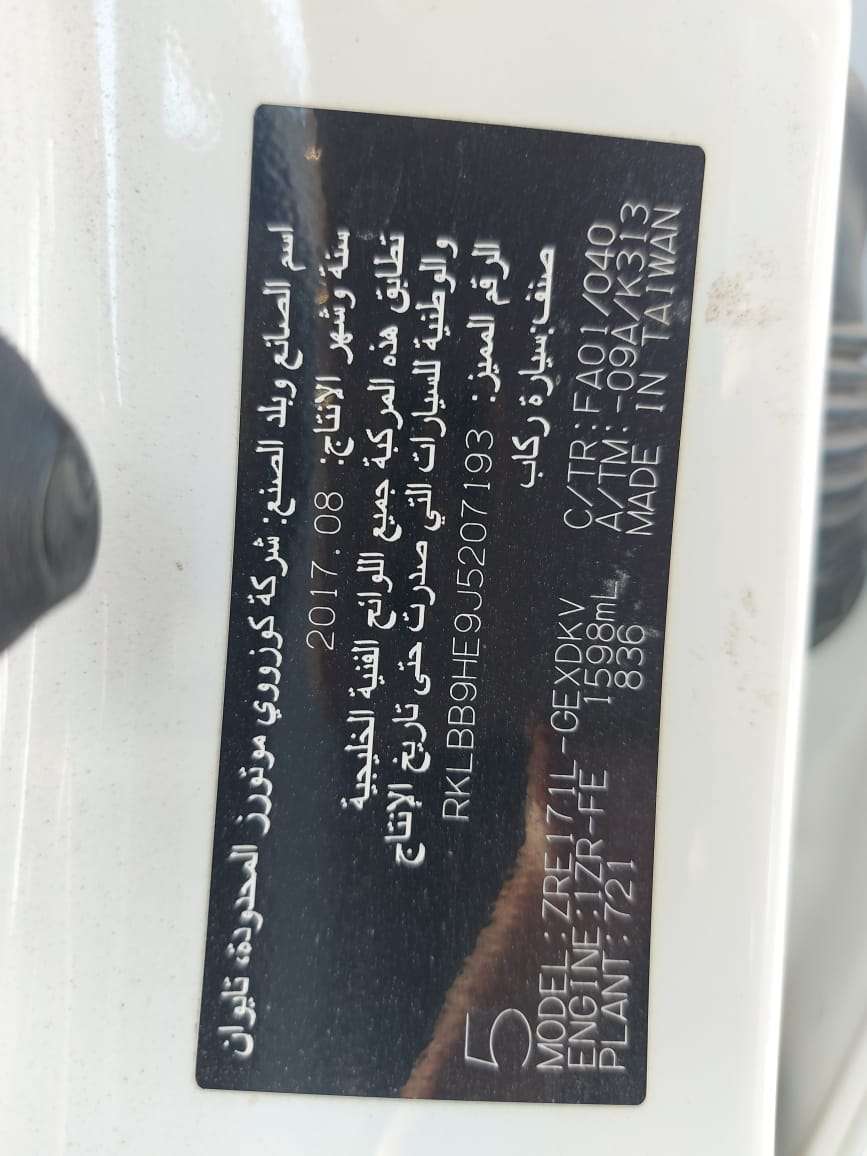 اسم الصانع وبلد الصنع: شركة كوزووي موتورز المحدودة، تايوان
سنة وشهر الإنتاج: 2017.08
تطابق هذه المركبة جميع اللوائح الفنية الخليجية
والوطنية للسيارات التي صدرت حتى تاريخ الإنتاج
الرقم المميز: RKLBB9HE9J5207193
صنف:سيارة ركاب
5
MODEL:ZRE171L-GEXDKV C/TR:FA01/040
ENGINE:1ZR-FE 1598mL A/TM:-09A/K313
PLANT:721 836 MADE IN TAIWAN